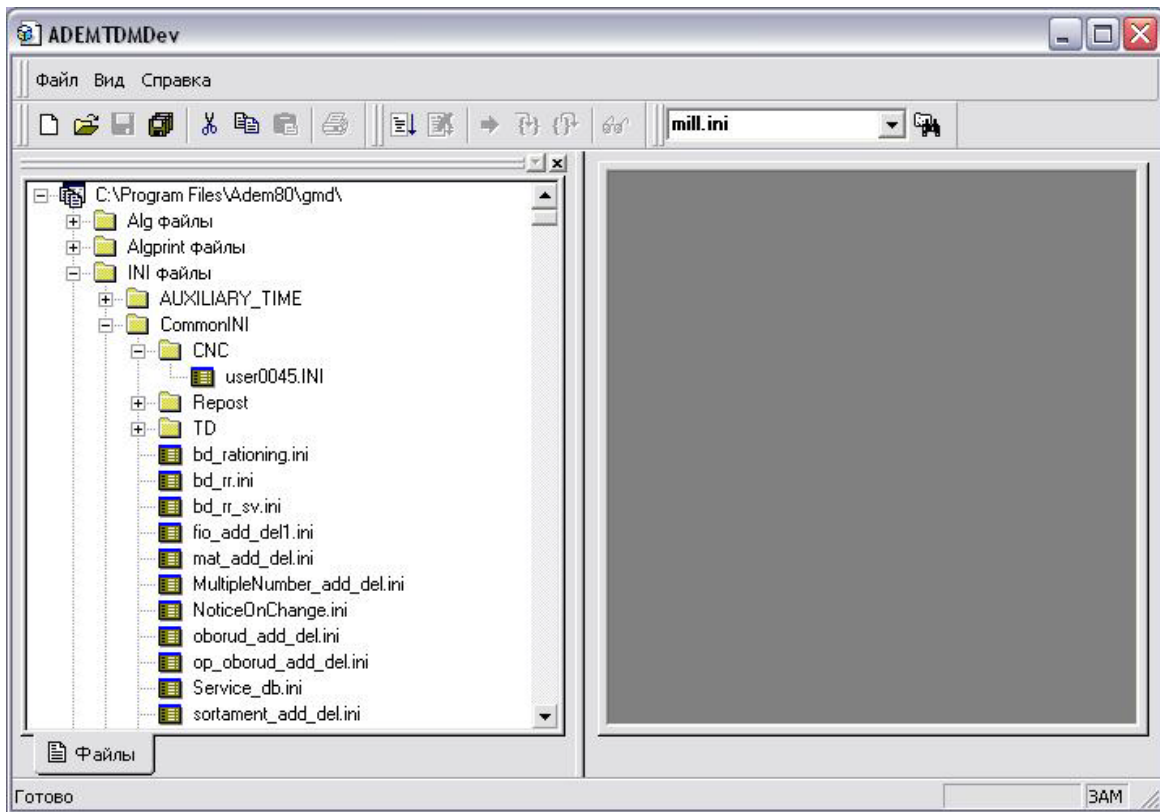 ADEMTDMDev
Файл Вид Справка
mill.ini
C:\Program Files\Adem80\gmd\
Alg файлы
Algprint файлы
INI файлы
AUXILIARY_TIME
CommonINI
CNC
user0045.INI
Repost
TD
bd_rationing.ini
bd_rr.ini
bd_rr_sv.ini
fio_add_del1.ini
mat_add_del.ini
MultipleNumber_add_del.ini
NoticeOnChange.ini
oborud_add_del.ini
op_oborud_add_del.ini
Service_db.ini
sortament_add_del.ini
Файлы
Готово ЗАМ